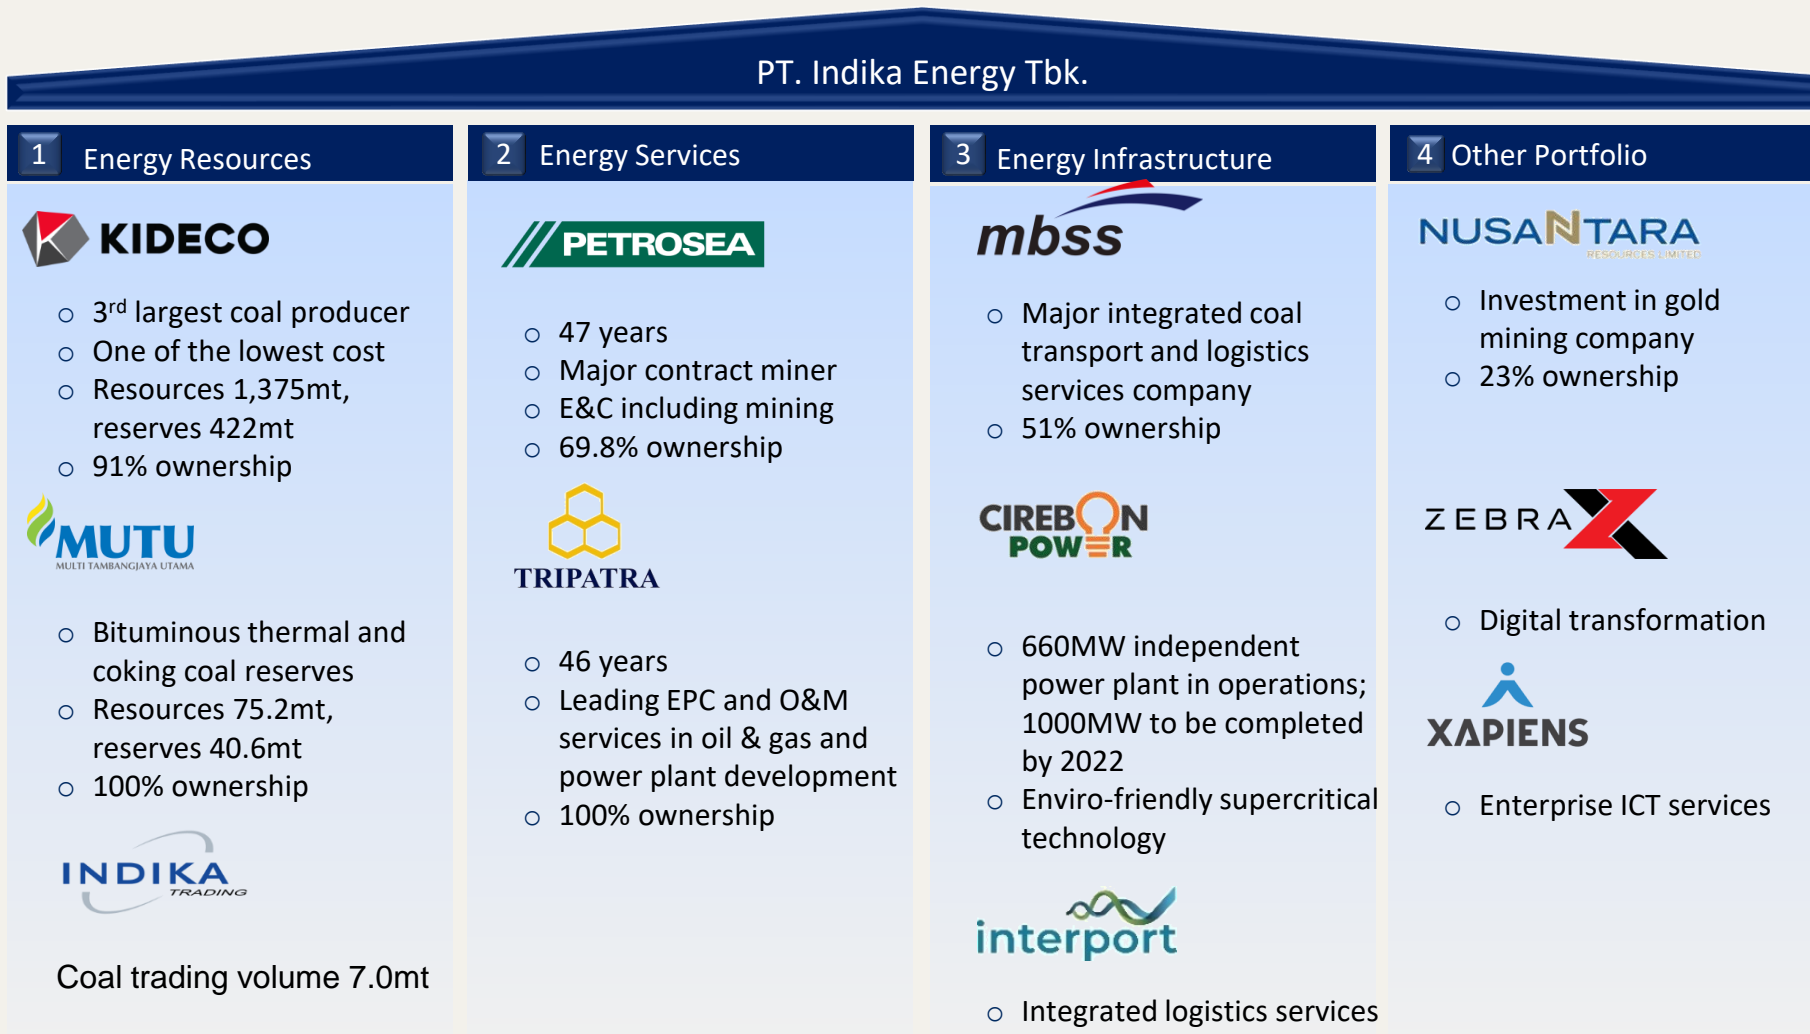 PT. Indika Energy Tbk.
1 Energy Resources
KIDECO
o 3rd largest coal producer
o One of the lowest cost
o Resources 1,375mt,
reserves 422mt
o 91% ownership
MUTU
MULTI TAMBANGJAYA UTAMA
o Bituminous thermal and
coking coal reserves
o Resources 75.2mt,
reserves 40.6mt
o 100% ownership
INDIKA
TRADING
Coal trading volume 7.0mt
2 Energy Services
PETROSEA
o 47 years
o Major contract miner
o E&C including mining
o 69.8% ownership
TRIPATRA
o 46 years
o Leading EPC and O&M
services in oil & gas and
power plant development
o 100% ownership
3 Energy Infrastructure
mbss
o Major integrated coal
transport and logistics
services company
o 51% ownership
CIREBON
POWER
o 660MW independent
power plant in operations;
1000MW to be completed
by 2022
o Enviro-friendly supercritical
technology
interport
o Integrated logistics services
4 Other Portfolio
NUSANTARA
RESOURCES LIMITED
o Investment in gold
mining company
o 23% ownership
ZEBRA
o Digital transformation
XAPIENS
o Enterprise ICT services